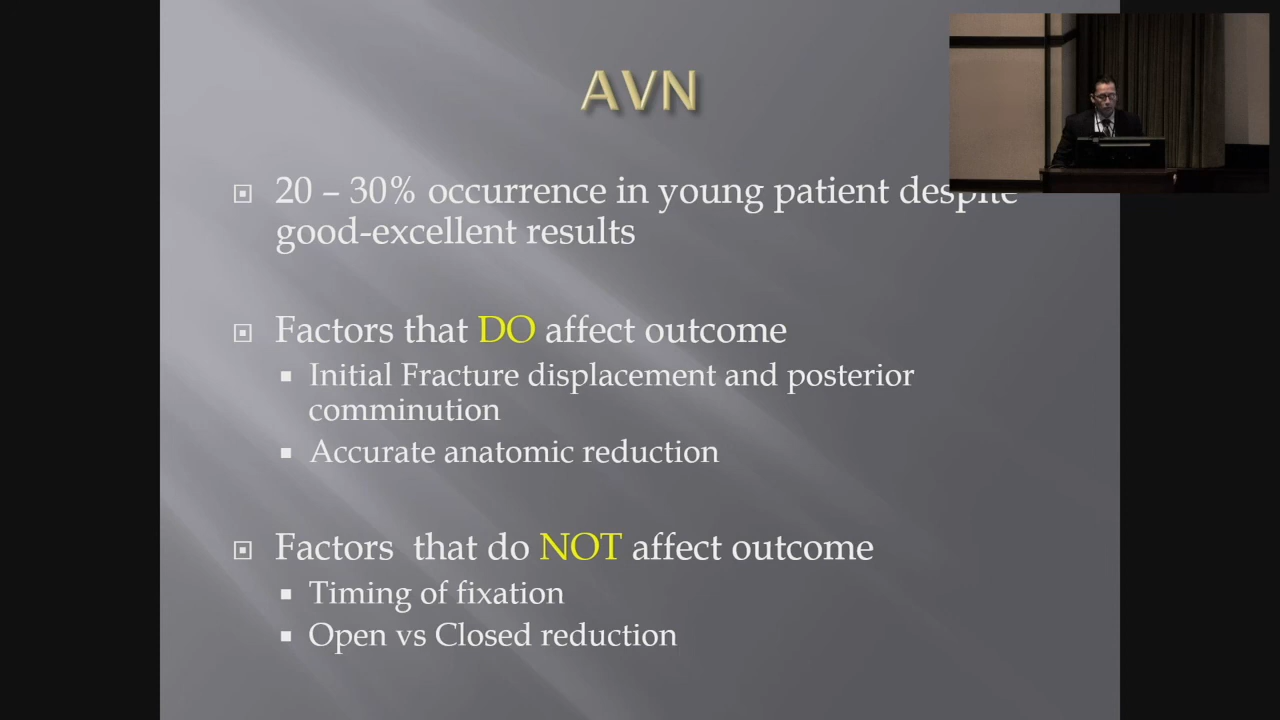 AVN
20 – 30% occurrence in young patient despite
good-excellent results
Factors that DO affect outcome
Initial Fracture displacement and posterior
comminution
Accurate anatomic reduction
Factors that do NOT affect outcome
Timing of fixation
Open vs Closed reduction